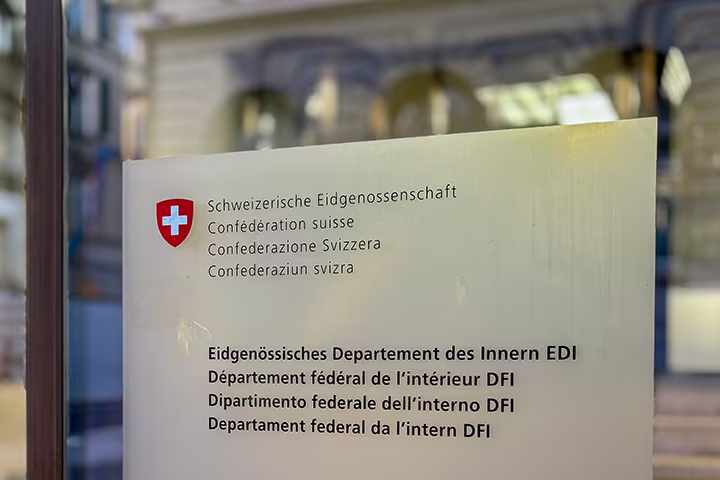 Schweizerische Eidgenossenschaft
Confédération suisse
Confederazione Svizzera
Confederaziun svizra
Eidgenössisches Departement des Innern EDI
Département fédéral de l'intérieur DFI
Dipartimento federale dell'interno DFI
Departament federal da l'intern DFI